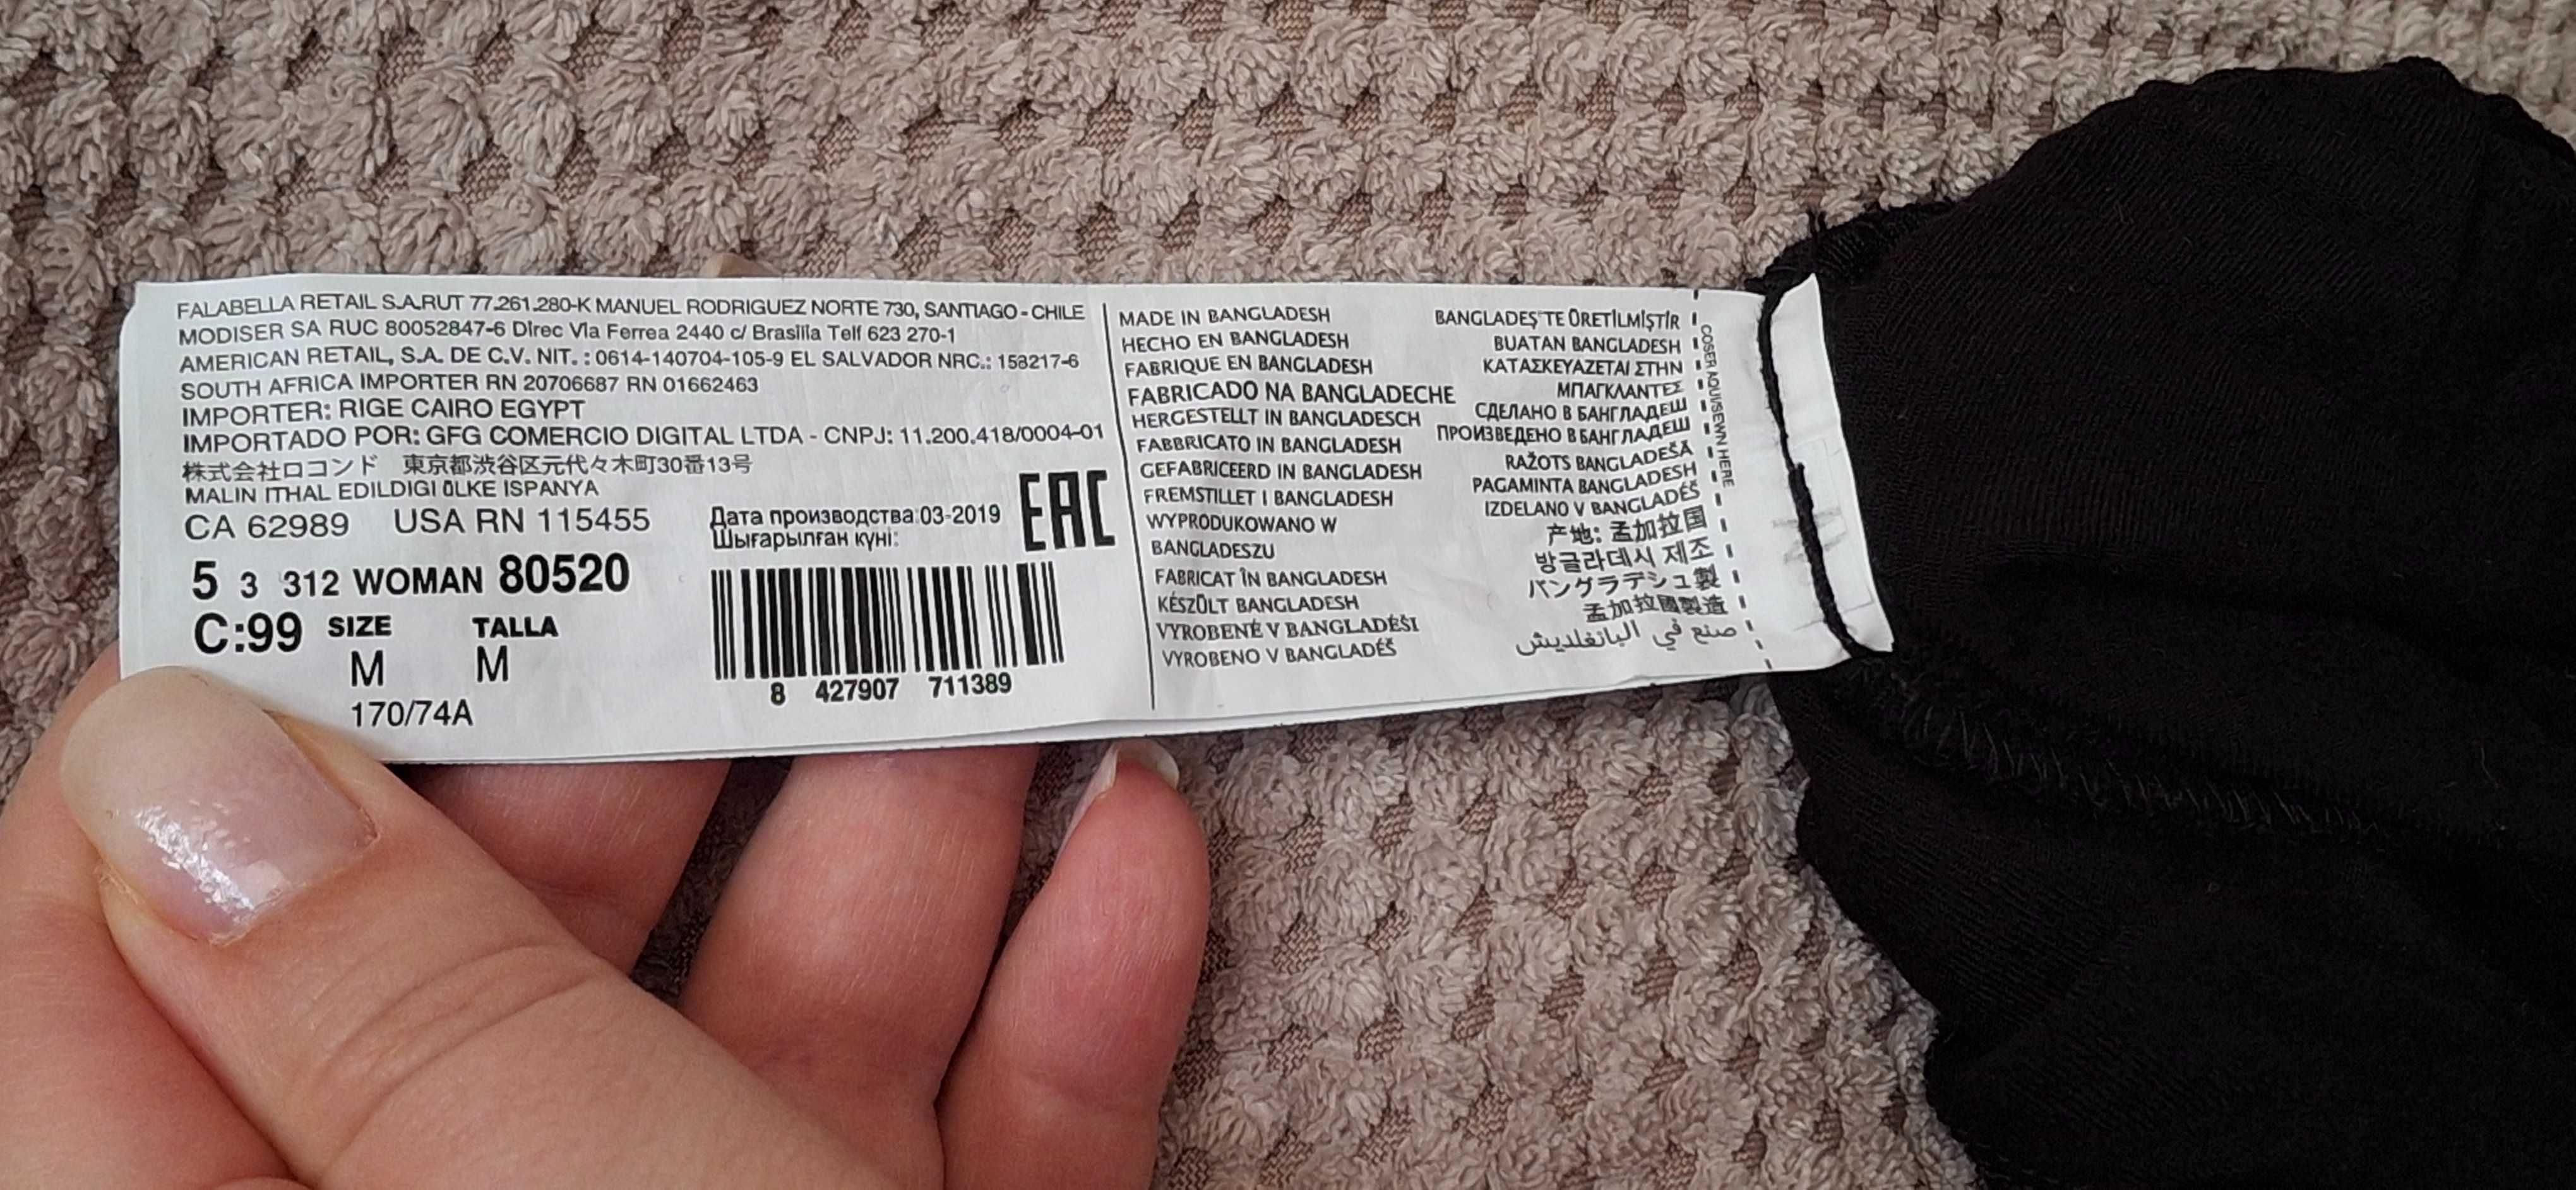 FALABELLA RETAIL S.A.RUT 77.261.280-K MANUEL RODRIGUEZ NORTE 730, SANTIAGO - CHILE
MODISER SA RUC 80052847-6 Direc Via Ferrea 2440 c/ Brasilia Telf 623 270-1
AMERICAN RETAIL, S.A. DE C.V. NIT. : 0614-140704-105-9 EL SALVADOR NRC.: 158217-6
SOUTH AFRICA IMPORTER RN 20706687 RN 01662463
IMPORTER: RIGE CAIRO EGYPT
IMPORTADO POR: GFG COMERCIO DIGITAL LTDA - CNPJ: 11.200.418/0004-01
株式会社ロコンド 東京都渋谷区元代々木町30番13号
MALIN ITHAL EDILDIGI ÜLKE ISPANYA
CA 62989 USA RN 115455
5 3 312 WOMAN 80520
C:99 SIZE TALLA
M M
170/74A
Дата производства:03-2019
Шығарылған күні:
EAC
8 427907 711389
MADE IN BANGLADESH
HECHO EN BANGLADESH
FABRIQUE EN BANGLADESH
FABRICADO NA BANGLADECHE
HERGESTELLT IN BANGLADESCH
FABBRICATO IN BANGLADESH
GEFABRICEERD IN BANGLADESH
FREMSTILLET I BANGLADESH
WYPRODUKOWANO W
BANGLADESZU
FABRICAT ÎN BANGLADESH
KÉSZÜLT BANGLADESH
VYROBENÉ V BANGLADÉŠI
VYROBENO V BANGLADÉŠ
BANGLADEŞ'TE ÜRETİLMİŞTİR
BUATAN BANGLADESH
ΚΑΤΑΣΚΕΥΑΖΕΤΑΙ ΣΤΗΝ
ΜΠΑΓΚΛΑΝΤΕΣ
СДЕЛАНО В БАНГЛАДЕШ
ПРОИЗВЕДЕНО В БАНГЛАДЕШ
RAŽOTS BANGLADEŠĀ
PAGAMINTA BANGLADESH
IZDELANO V BANGLADÉŠ
产地: 孟加拉国
방글라데시 제조
バングラデシュ製
孟加拉國製造
صنع في البانغلديش
COSER AQUI/SEWN HERE